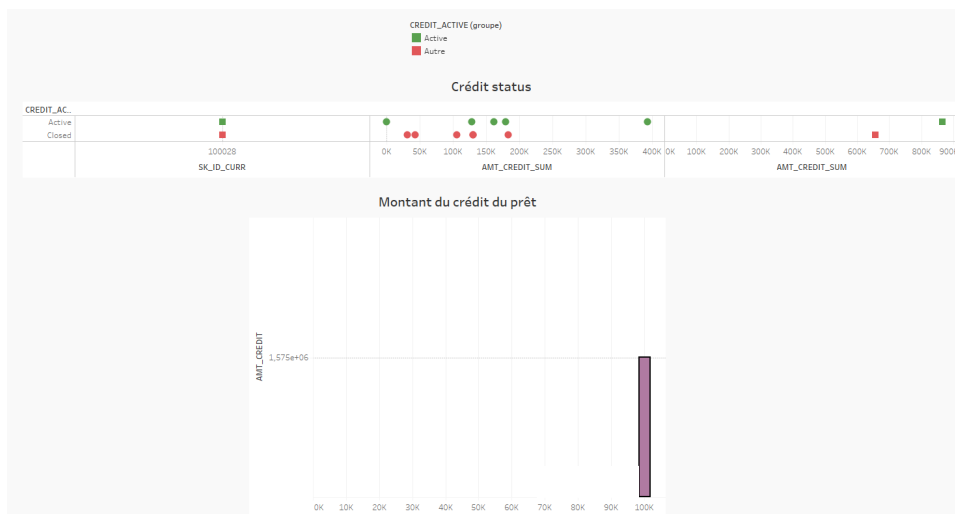 CREDIT_ACTIVE (groupe)
Active
Autre
Crédit status
CREDIT_AC..
Active
Closed
100028 0K 50K 100K 150K 200K 250K 300K 350K 400K 0K 100K 200K 300K 400K 500K 600K 700K 800K 900K
SK_ID_CURR AMT_CREDIT_SUM AMT_CREDIT_SUM
Montant du crédit du prêt
AMT_CREDIT
1,575e+06
0K 10K 20K 30K 40K 50K 60K 70K 80K 90K 100K